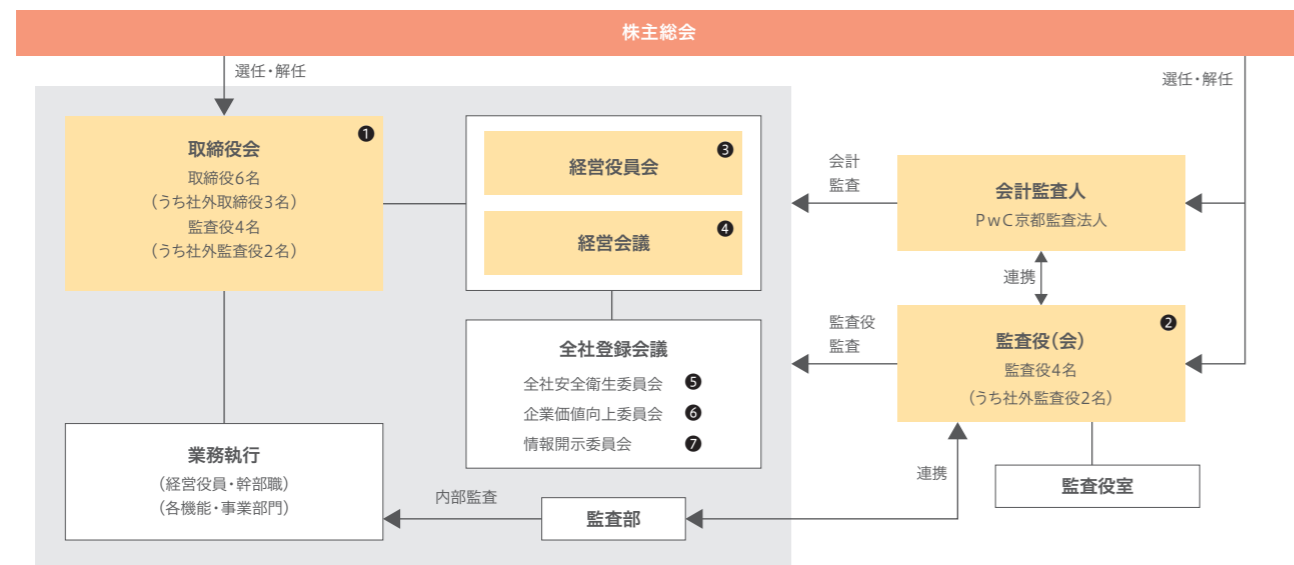 株主総会
選任・解任
選任・解任
取締役会
❶
取締役6名
（うち社外取締役3名）
監査役4名
（うち社外監査役2名）
経営役員会
❸
経営会議
❹
会計
監査
会計監査人
PwC京都監査法人
連携
全社登録会議
全社安全衛生委員会 ❺
企業価値向上委員会 ❻
情報開示委員会 ❼
監査役
監査
監査役（会）
❷
監査役4名
（うち社外監査役2名）
業務執行
（経営役員・幹部職）
（各機能・事業部門）
内部監査
監査部
連携
監査役室